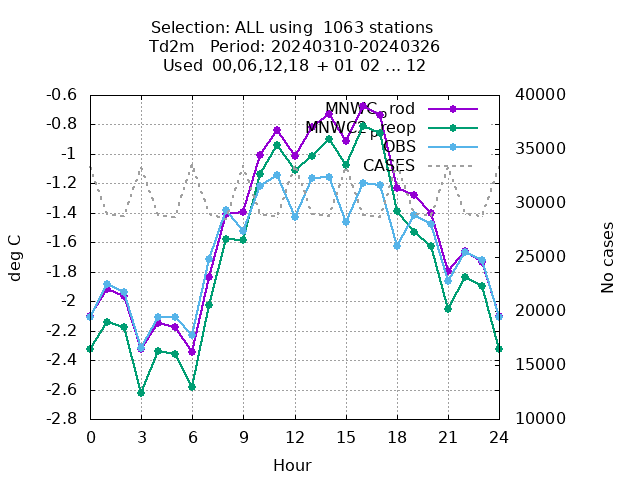 Selection: ALL using  1063 stations
Td2m   Period: 20240310-20240326
Used 00,06,12,18 + 01 02 ... 12
-0.6
-0.8
-1
-1.2
-1.4
-1.6
-1.8
-2
-2.2
-2.4
-2.6
-2.8
deg C
MNWC_prod
MNWC2_preop
OBS
CASES
40000
35000
30000
25000
20000
15000
10000
No cases
0 3 6 9 12 15 18 21 24
Hour